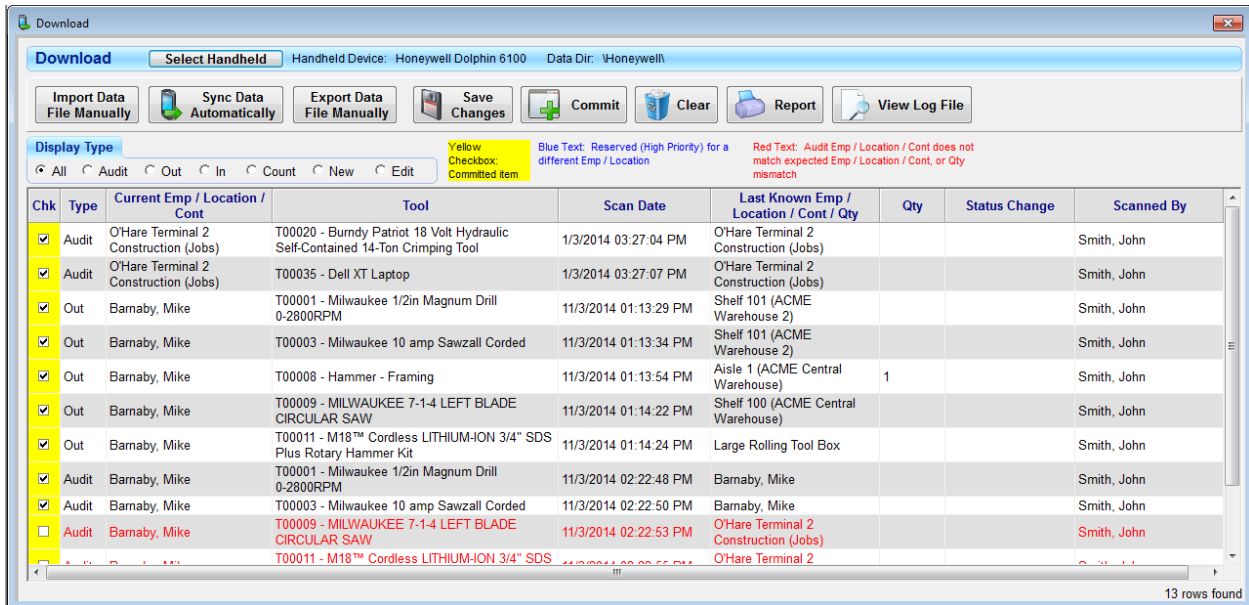 Download
Download Select Handheld Handheld Device: Honeywell Dolphin 6100 Data Dir: \Honeywell\
Import Data File Manually
Sync Data Automatically
Export Data File Manually
Save Changes
Commit
Clear
Report
View Log File
Display Type
All Audit Out In Count New Edit
Yellow
Checkbox:
Committed item
Blue Text: Reserved (High Priority) for a
different Emp / Location
Red Text: Audit Emp / Location / Cont does not
match expected Emp / Location / Cont, or Qty
mismatch
Chk Type Current Emp / Location / Cont Tool Scan Date Last Known Emp / Location / Cont / Qty Qty Status Change Scanned By
Audit O'Hare Terminal 2 Construction (Jobs) T00020 - Burndy Patriot 18 Volt Hydraulic Self-Contained 14-Ton Crimping Tool 1/3/2014 03:27:04 PM O'Hare Terminal 2 Construction (Jobs) Smith, John
Audit O'Hare Terminal 2 Construction (Jobs) T00035 - Dell XT Laptop 1/3/2014 03:27:07 PM O'Hare Terminal 2 Construction (Jobs) Smith, John
Out Barnaby, Mike T00001 - Milwaukee 1/2in Magnum Drill 0-2800RPM 11/3/2014 01:13:29 PM Shelf 101 (ACME Warehouse 2) Smith, John
Out Barnaby, Mike T00003 - Milwaukee 10 amp Sawzall Corded 11/3/2014 01:13:34 PM Shelf 101 (ACME Warehouse 2) Smith, John
Out Barnaby, Mike T00008 - Hammer - Framing 11/3/2014 01:13:54 PM Aisle 1 (ACME Central Warehouse) 1 Smith, John
Out Barnaby, Mike T00009 - MILWAUKEE 7-1-4 LEFT BLADE CIRCULAR SAW 11/3/2014 01:14:22 PM Shelf 100 (ACME Central Warehouse) Smith, John
Out Barnaby, Mike T00011 - M18™ Cordless LITHIUM-ION 3/4" SDS Plus Rotary Hammer Kit 11/3/2014 01:14:24 PM Large Rolling Tool Box Smith, John
Audit Barnaby, Mike T00001 - Milwaukee 1/2in Magnum Drill 0-2800RPM 11/3/2014 02:22:48 PM Barnaby, Mike Smith, John
Audit Barnaby, Mike T00003 - Milwaukee 10 amp Sawzall Corded 11/3/2014 02:22:50 PM Barnaby, Mike Smith, John
Audit Barnaby, Mike T00009 - MILWAUKEE 7-1-4 LEFT BLADE CIRCULAR SAW 11/3/2014 02:22:53 PM O'Hare Terminal 2 Construction (Jobs) Smith, John
T00011 - M18™ Cordless LITHIUM-ION 3/4" SDS O'Hare Terminal 2
13 rows found